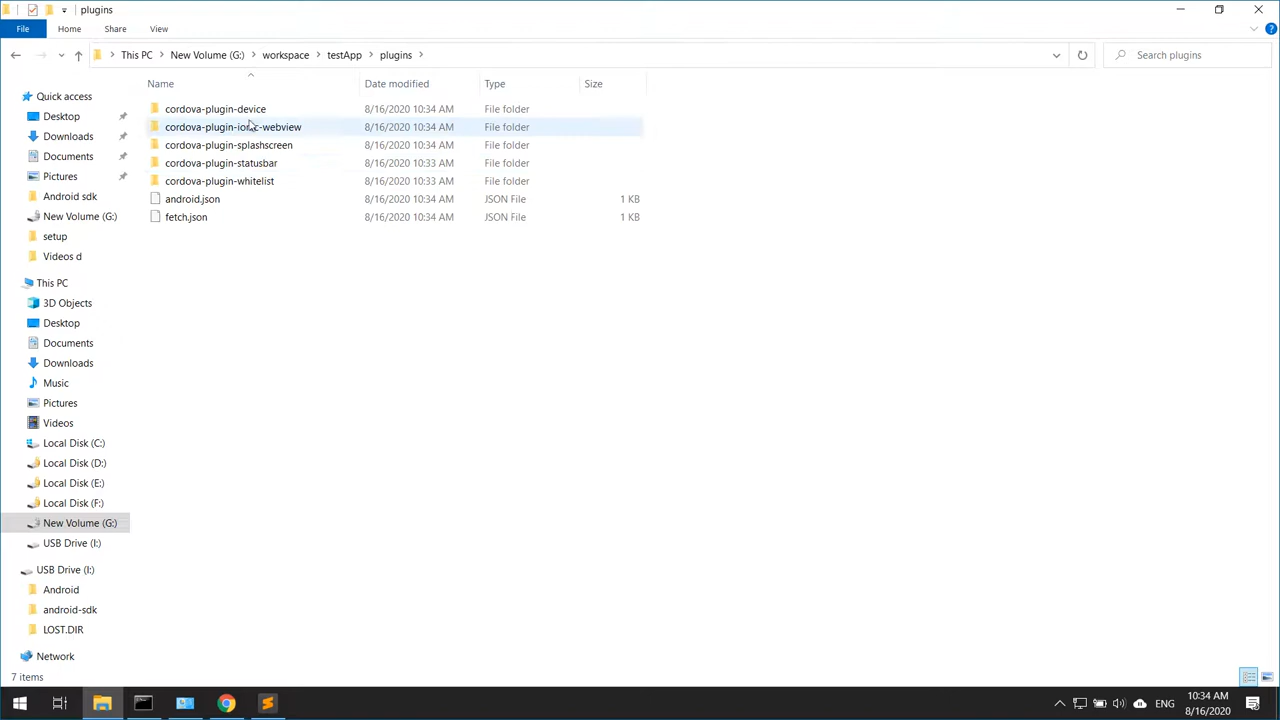 plugins
File Home Share View
This PC New Volume (G:) workspace testApp plugins Search plugins
Name Date modified Type Size
Quick access
Desktop
Downloads
Documents
Pictures
Android sdk
New Volume (G:)
setup
Videos d
This PC
3D Objects
Desktop
Documents
Downloads
Music
Pictures
Videos
Local Disk (C:)
Local Disk (D:)
Local Disk (E:)
Local Disk (F:)
New Volume (G:)
USB Drive (I:)
USB Drive (I:)
Android
android-sdk
LOST.DIR
Network
cordova-plugin-device 8/16/2020 10:34 AM File folder
cordova-plugin-ionic-webview 8/16/2020 10:34 AM File folder
cordova-plugin-splashscreen 8/16/2020 10:34 AM File folder
cordova-plugin-statusbar 8/16/2020 10:33 AM File folder
cordova-plugin-whitelist 8/16/2020 10:33 AM File folder
android.json 8/16/2020 10:34 AM JSON File 1 KB
fetch.json 8/16/2020 10:34 AM JSON File 1 KB
7 items
ENG
10:34 AM
8/16/2020